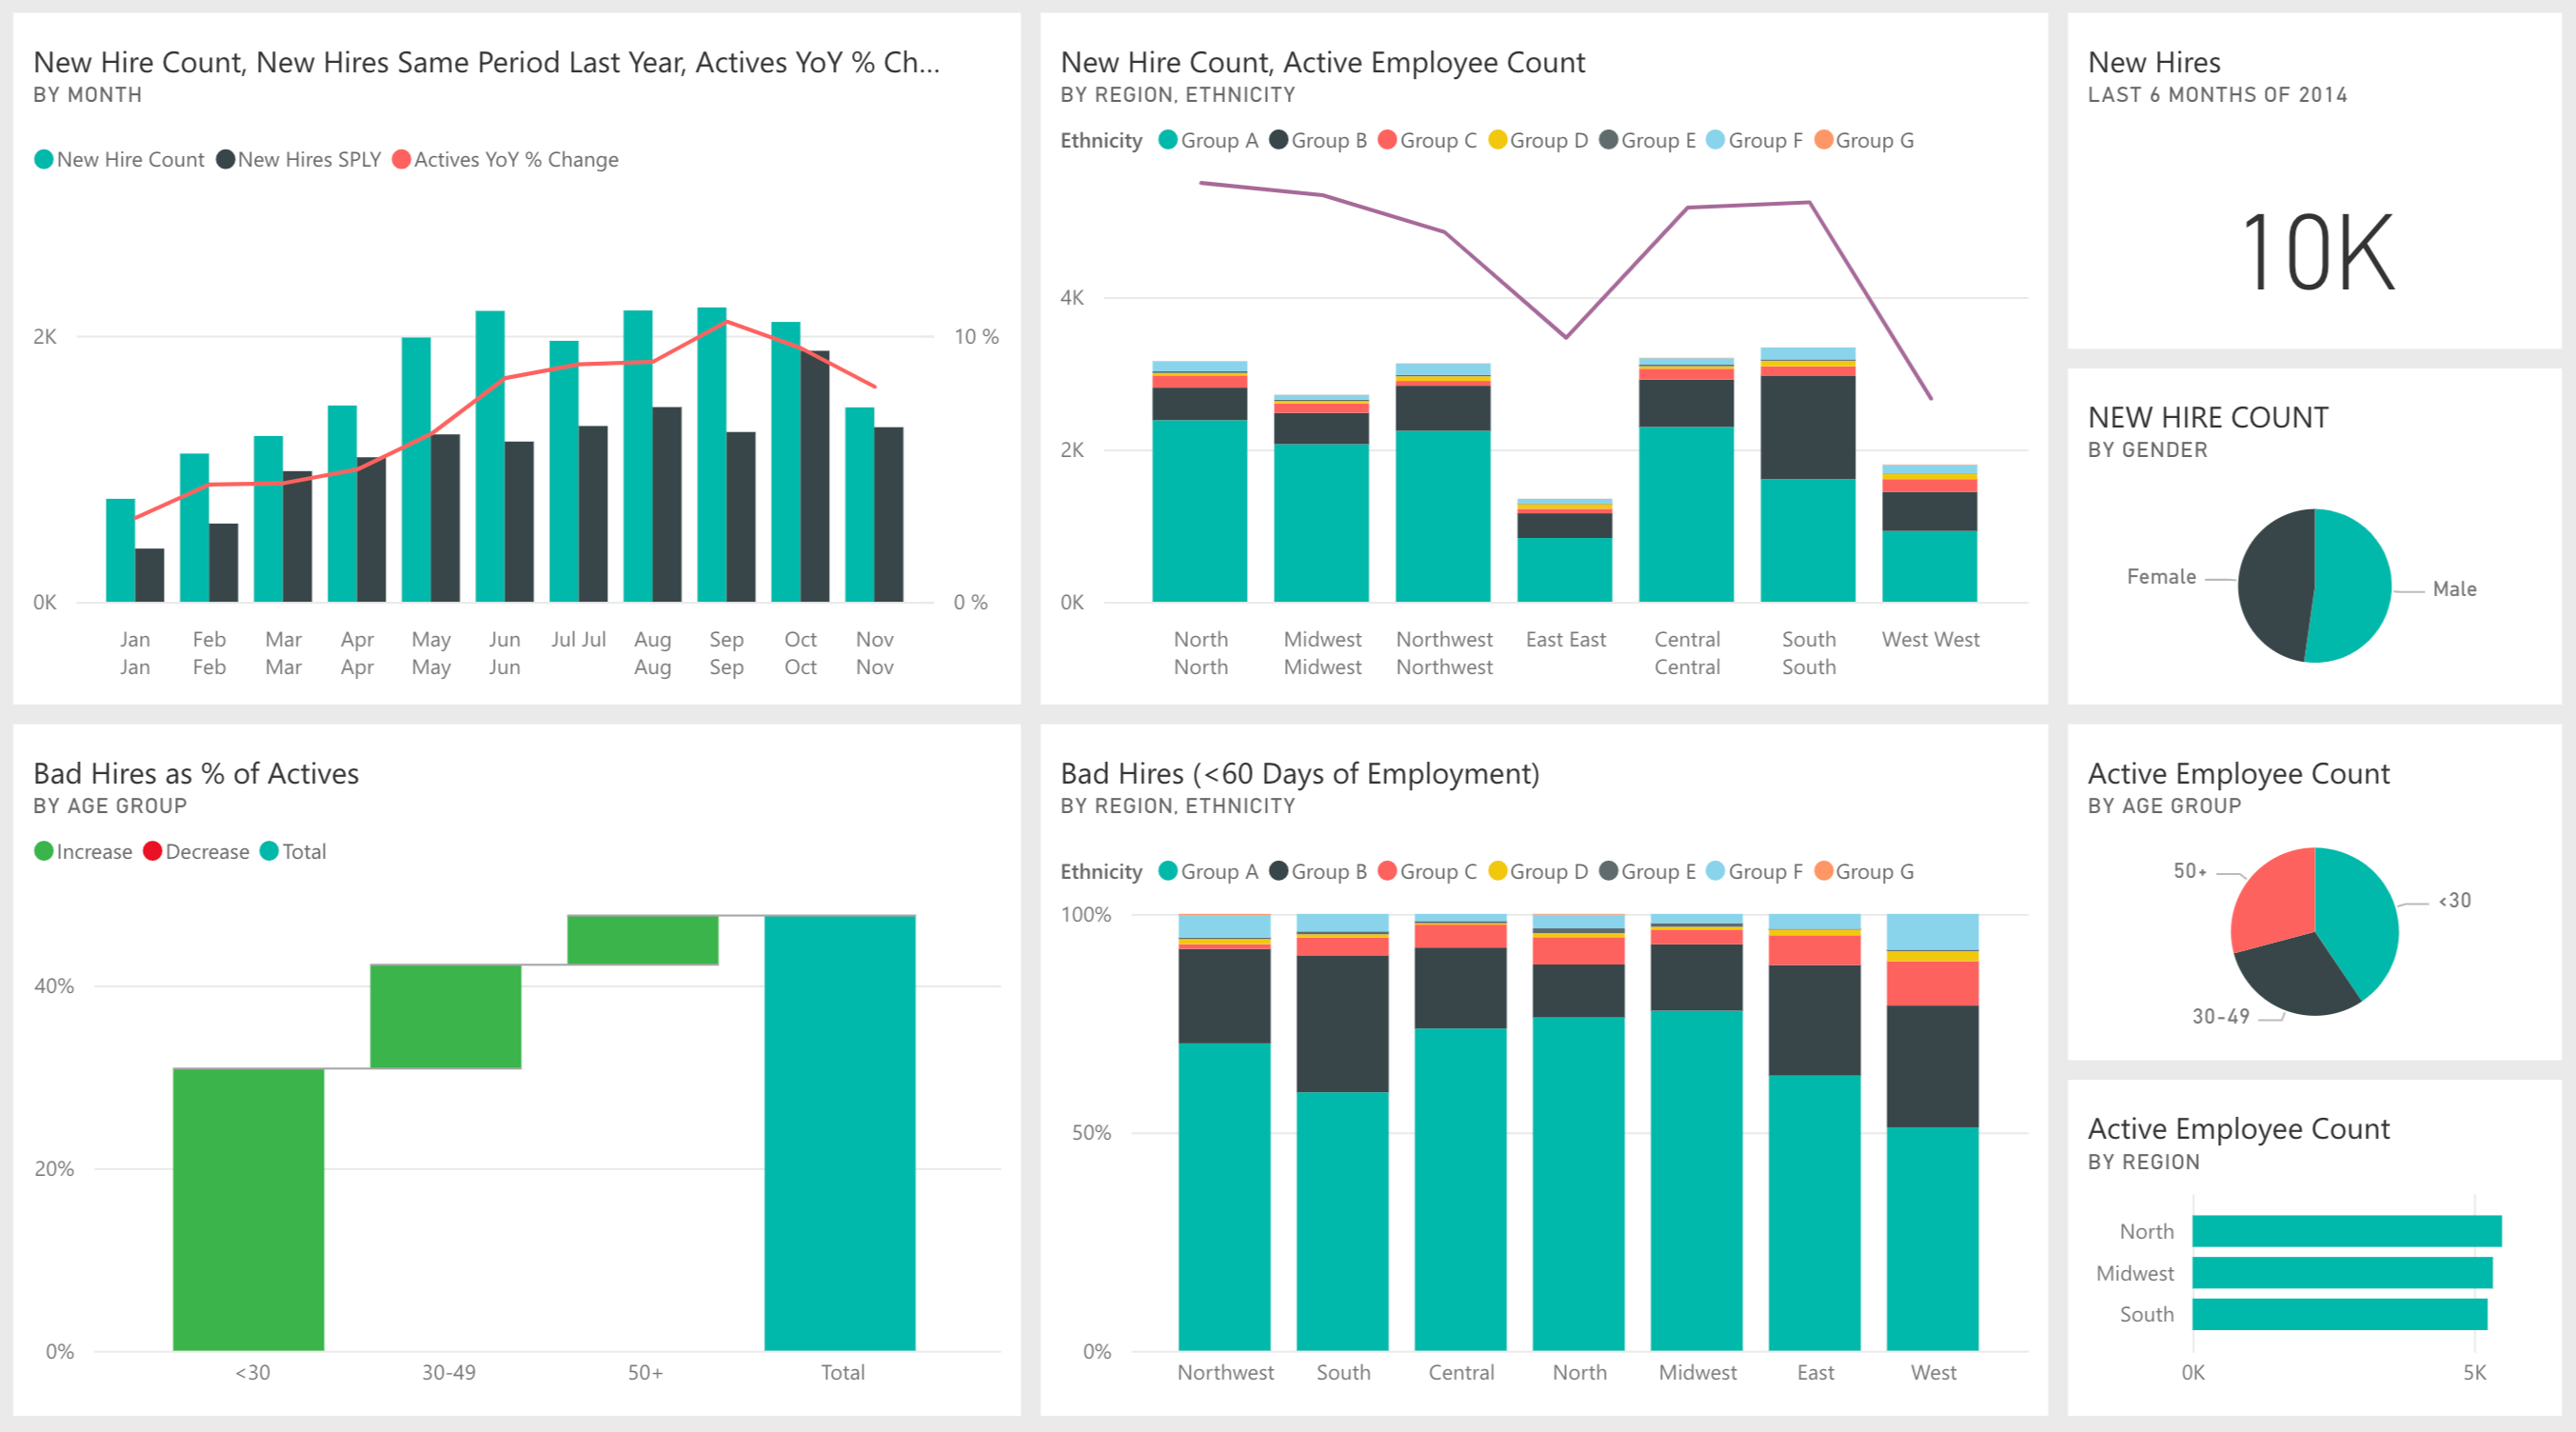 New Hire Count, New Hires Same Period Last Year, Actives YoY % Ch...
BY MONTH
New Hire Count New Hires SPLY Actives YoY % Change
2K
10 %
0K
0 %
Jan Feb Mar Apr May Jun Jul Jul Aug Sep Oct Nov
Jan Feb Mar Apr May Jun Aug Sep Oct Nov
New Hire Count, Active Employee Count
BY REGION, ETHNICITY
Ethnicity Group A Group B Group C Group D Group E Group F Group G
4K
2K
0K
North Midwest Northwest East East Central South West West
North Midwest Northwest Central South
New Hires
LAST 6 MONTHS OF 2014
10K
NEW HIRE COUNT
BY GENDER
Female
Male
Bad Hires as % of Actives
BY AGE GROUP
Increase Decrease Total
40%
20%
0%
<30 30-49 50+ Total
Bad Hires (<60 Days of Employment)
BY REGION, ETHNICITY
Ethnicity Group A Group B Group C Group D Group E Group F Group G
100%
50%
0%
Northwest South Central North Midwest East West
Active Employee Count
BY AGE GROUP
50+
<30
30-49
Active Employee Count
BY REGION
North
Midwest
South
0K 5K